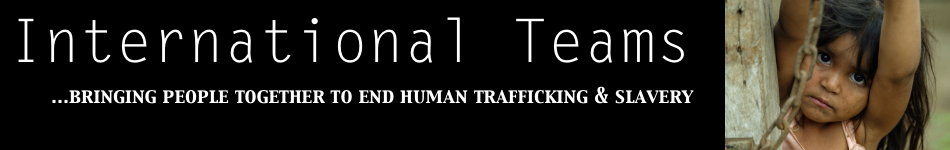 International Teams
...BRINGING PEOPLE TOGETHER TO END HUMAN TRAFFICKING & SLAVERY